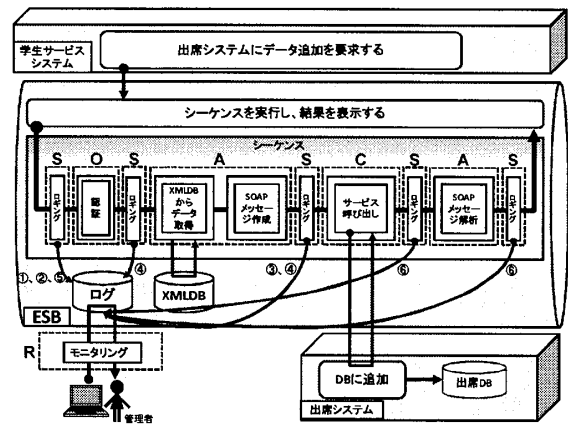 学生サービス
システム
出席システムにデータ追加を要求する
シーケンスを実行し、結果を表示する
シーケンス
S
O
S
A
S
C
S
A
S
ロギング
認証
ロギング
XMLDB
から
データ
取得
SOAP
メッセー
ジ作成
ロギング
サービス
呼び出し
ロギング
SOAP
メッセー
ジ解析
ロギング
①、②、⑤
④
③、④
⑥
⑥
ログ
XMLDB
ESB
R
モニタリング
管理者
DBに追加
出席DB
出席システム